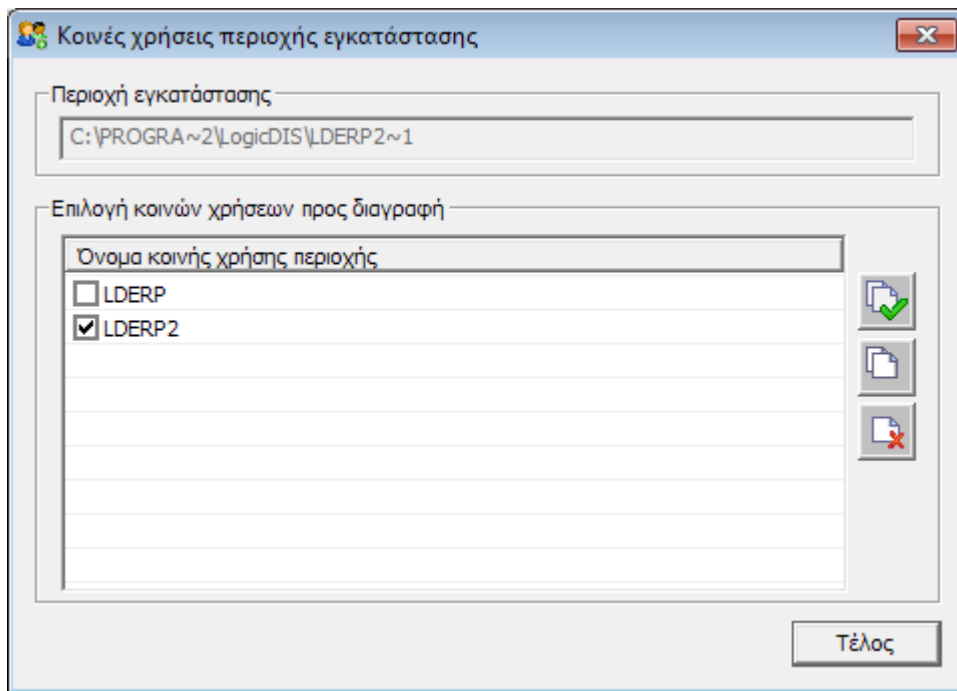 Κοινές χρήσεις περιοχής εγκατάστασης
Περιοχή εγκατάστασης
C:\PROGRA~2\LogicDIS\LDERP2~1
Επιλογή κοινών χρήσεων προς διαγραφή
Όνομα κοινής χρήσης περιοχής
LDERP
LDERP2
Τέλος